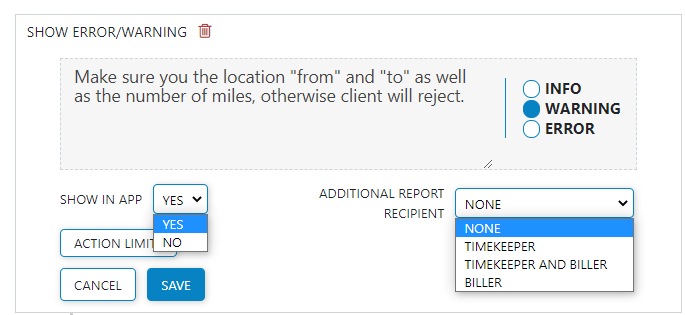 SHOW ERROR/WARNING
Make sure you the location "from" and "to" as well
as the number of miles, otherwise client will reject.
INFO
WARNING
ERROR
SHOW IN APP
YES
YES
NO
ADDITIONAL REPORT
RECIPIENT
NONE
NONE
TIMEKEEPER
TIMEKEEPER AND BILLER
BILLER
ACTION LIMIT
CANCEL
SAVE